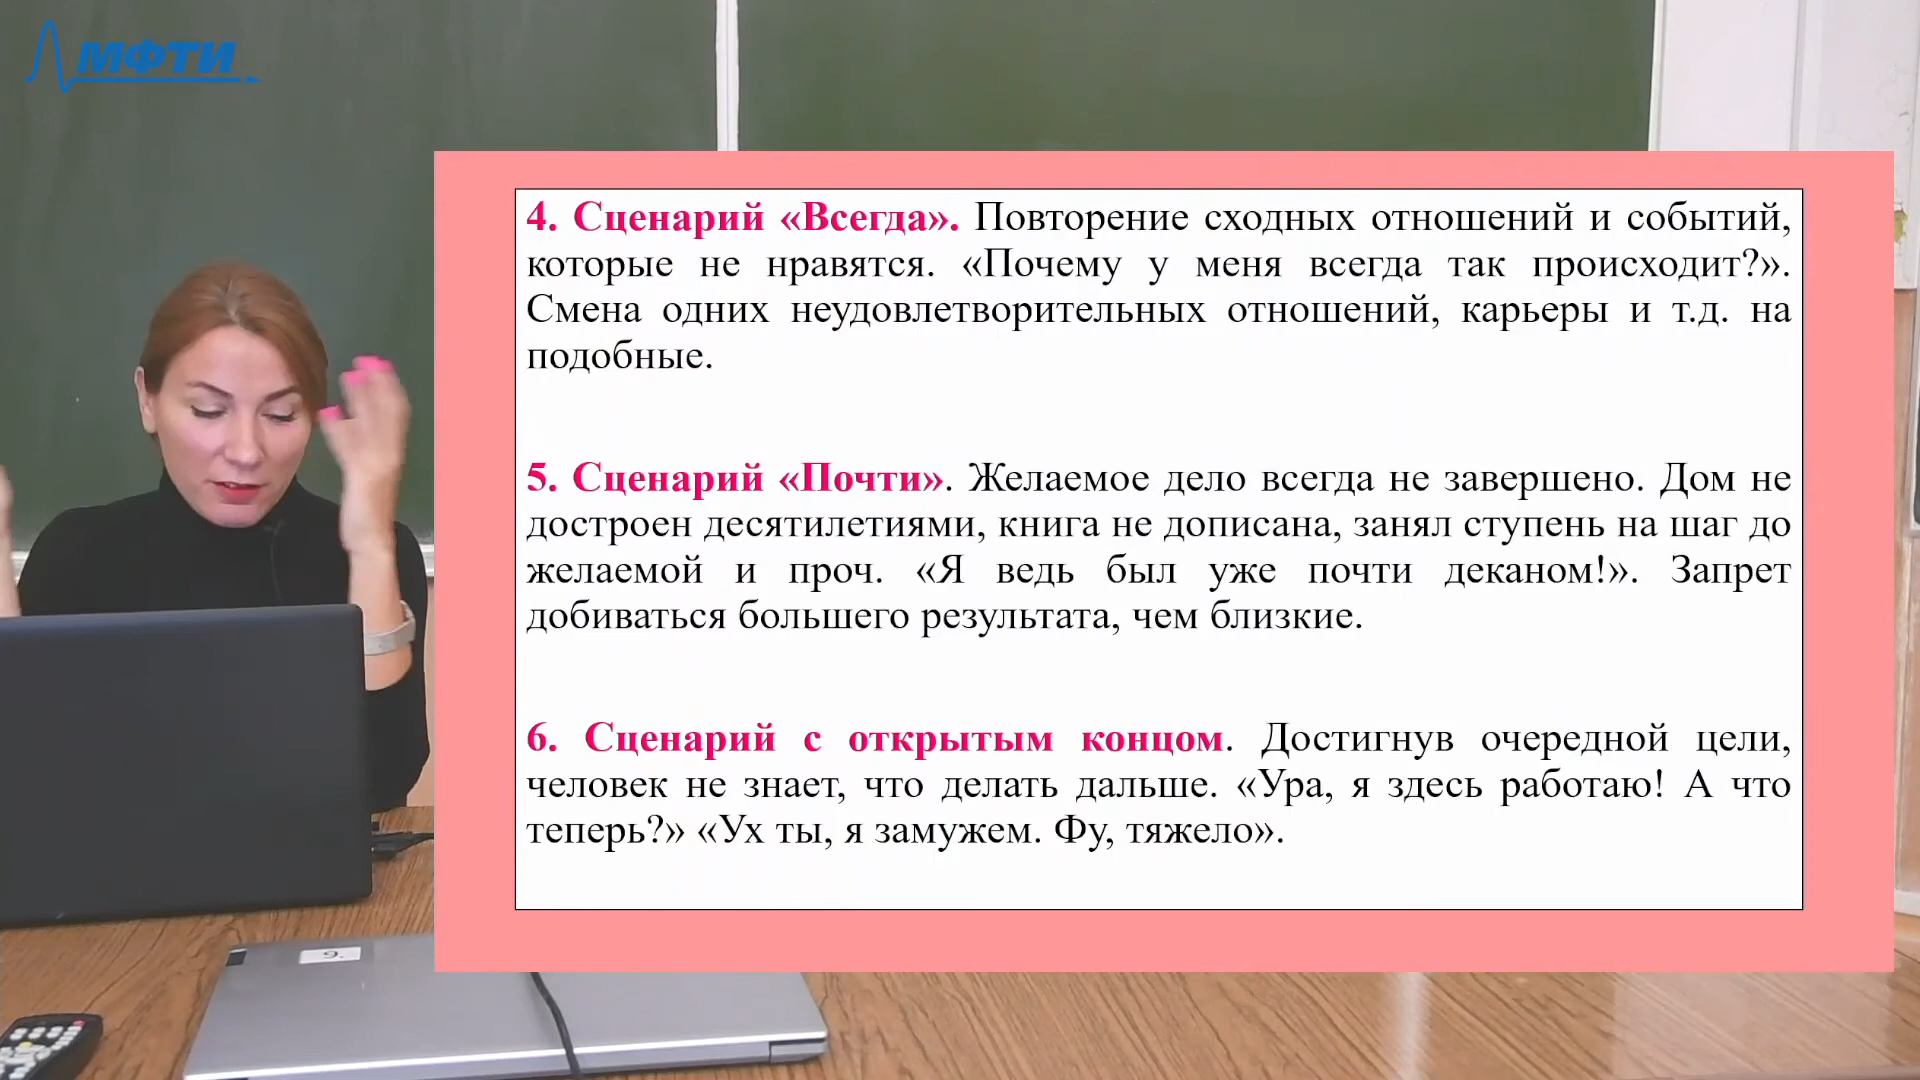 МФТИ
4. Сценарий «Всегда». Повторение сходных отношений и событий,
которые не нравятся. «Почему у меня всегда так происходит?».
Смена одних неудовлетворительных отношений, карьеры и т.д. на
подобные.
5. Сценарий «Почти». Желаемое дело всегда не завершено. Дом не
достроен десятилетиями, книга не дописана, занял ступень на шаг до
желаемой и проч. «Я ведь был уже почти деканом!». Запрет
добиваться большего результата, чем близкие.
6. Сценарий с открытым концом. Достигнув очередной цели,
человек не знает, что делать дальше. «Ура, я здесь работаю! А что
теперь?» «Ух ты, я замужем. Фу, тяжело».
9.